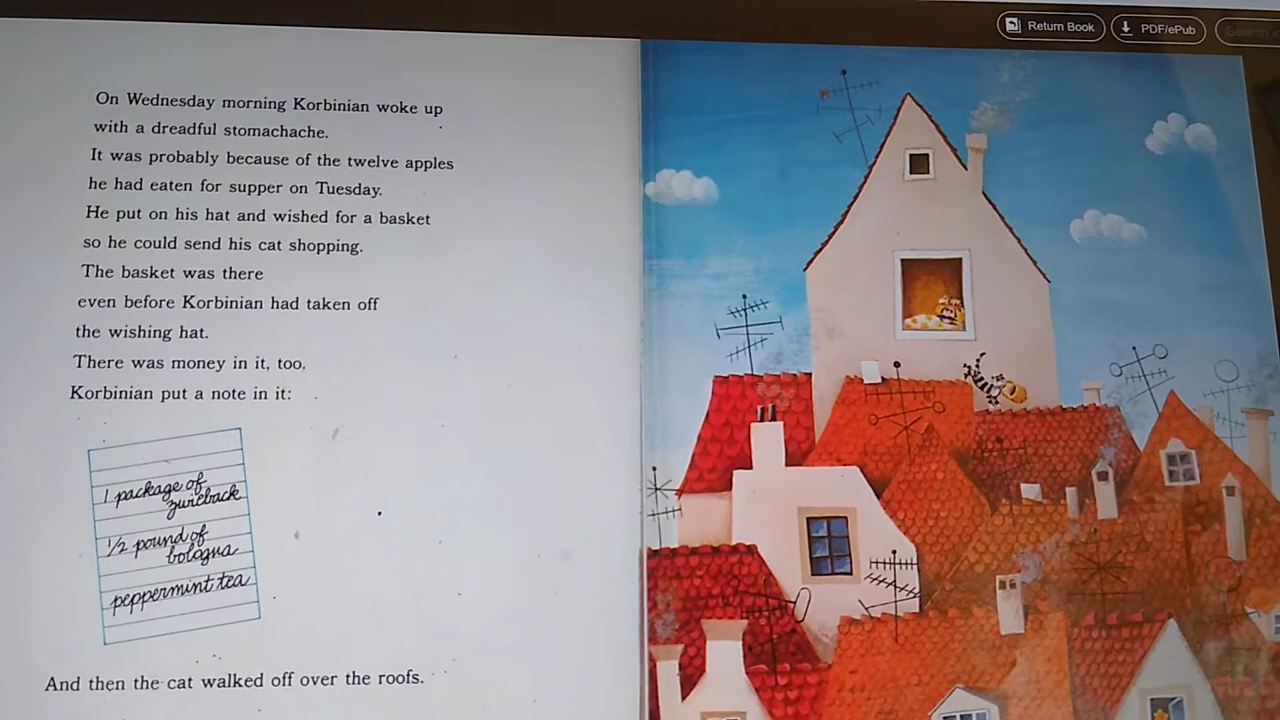 Return Book
PDF/ePub
Search
On Wednesday morning Korbinian woke up
with a dreadful stomachache.
It was probably because of the twelve apples
he had eaten for supper on Tuesday.
He put on his hat and wished for a basket
so he could send his cat shopping.
The basket was there
even before Korbinian had taken off
the wishing hat.
There was money in it, too.
Korbinian put a note in it:
1 package of
zwieback
1/2 pound of
bologna
peppermint tea
And then the cat walked off over the roofs.